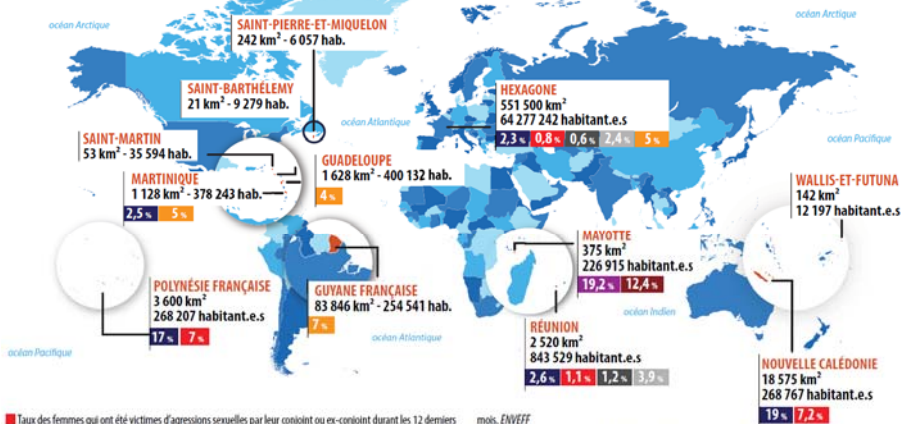 océan Arctique
océan Arctique
SAINT-PIERRE-ET-MIQUELON
242 km² - 6 057 hab.
SAINT-BARTHÉLEMY
21 km² - 9 279 hab.
HEXAGONE
551 500 km²
64 277 242 habitant.e.s
2,3 % 0,8 % 0,6 % 2,4 % 5 %
océan Atlantique
océan Pacifique
SAINT-MARTIN
53 km² - 35 594 hab.
MARTINIQUE
1 128 km² - 378 243 hab.
2,5 % 5 %
GUADELOUPE
1 628 km² - 400 132 hab.
4 %
WALLIS-ET-FUTUNA
142 km²
12 197 habitant.e.s
MAYOTTE
375 km²
226 915 habitant.e.s
19,2 % 12,4 %
POLYNÉSIE FRANÇAISE
3 600 km²
268 207 habitant.e.s
17 % 7 %
GUYANE FRANÇAISE
83 846 km² - 254 541 hab.
7 %
océan Atlantique
océan Indien
RÉUNION
2 520 km²
843 529 habitant.e.s
2,6 % 1,1 % 1,2 % 3,9 %
océan Pacifique
NOUVELLE CALÉDONIE
18 575 km²
268 767 habitant.e.s
19 % 7,2 %
Taux des femmes qui ont été victimes d'agressions sexuelles par leur conjoint ou ex-conjoint durant les 12 derniers mois. ENVEFF